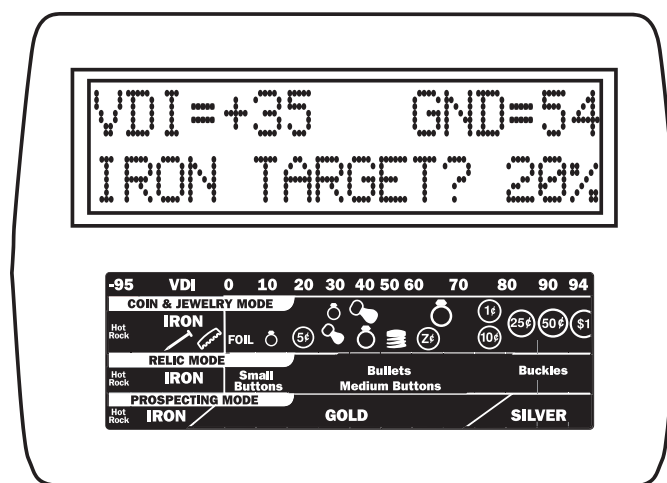 VDI=+35 GND=54
IRON TARGET? 20%
-95 VDI 0 10 20 30 40 50 60 70 80 90 94
COIN & JEWELRY MODE
Hot Rock IRON FOIL 5¢ Z¢ 1¢ 10¢ 25¢ 50¢ $1
RELIC MODE
Hot Rock IRON Small Buttons Bullets Medium Buttons Buckles
PROSPECTING MODE
Hot Rock IRON GOLD SILVER